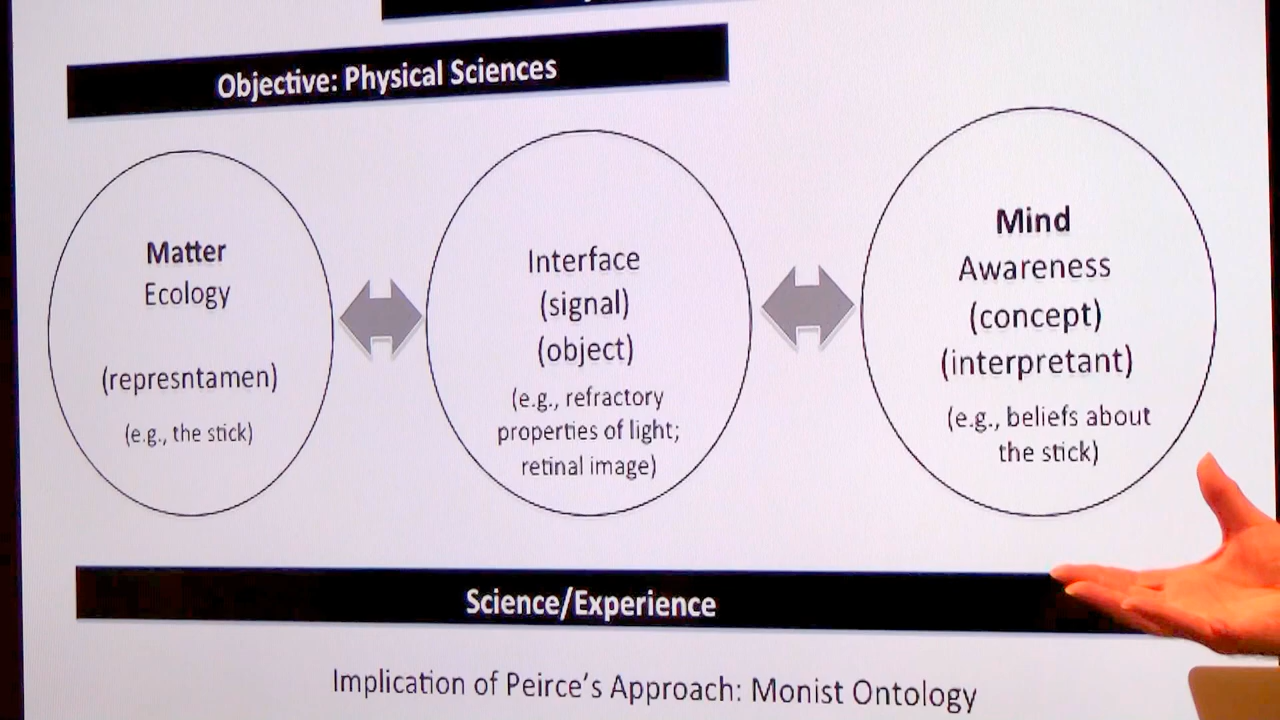 Objective: Physical Sciences
Matter
Ecology
(represntamen)
(e.g., the stick)
Interface
(signal)
(object)
(e.g., refractory
properties of light;
retinal image)
Mind
Awareness
(concept)
(interpretant)
(e.g., beliefs about
the stick)
Science/Experience
Implication of Peirce's Approach: Monist Ontology